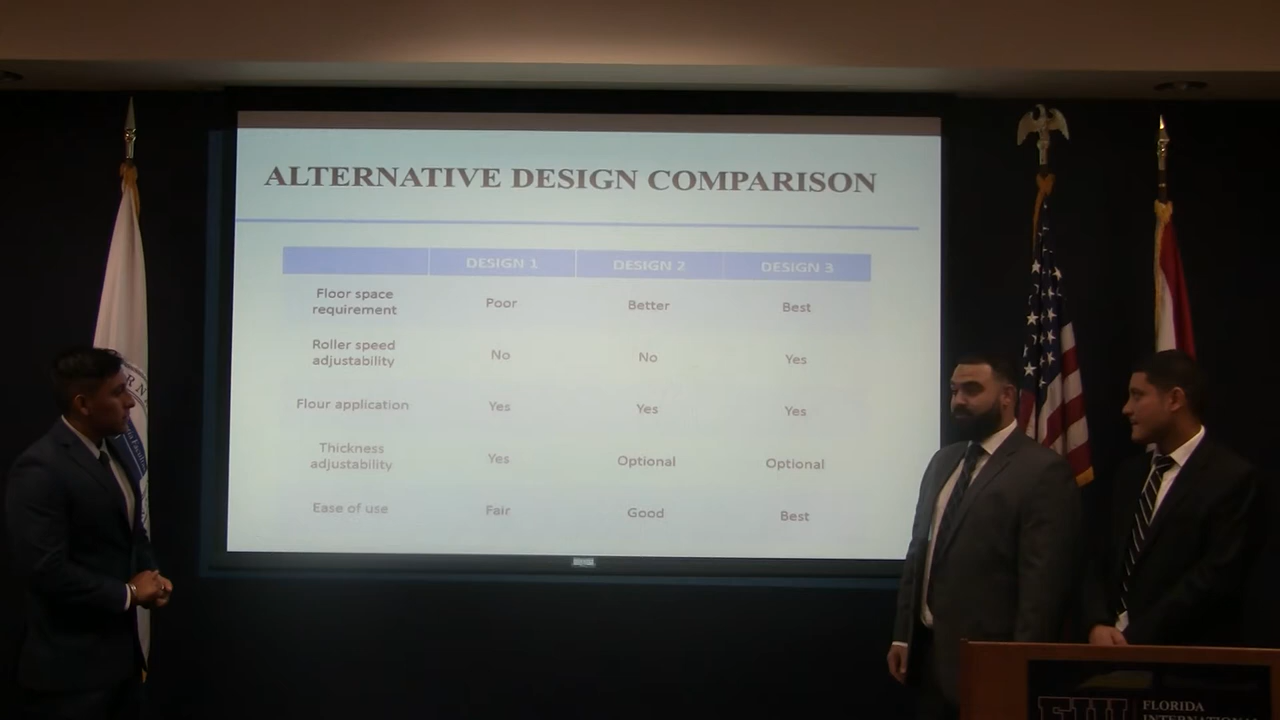 ALTERNATIVE DESIGN COMPARISON
DESIGN 1 DESIGN 2 DESIGN 3
Floor space requirement Poor Better Best
Roller speed adjustability No No Yes
Flour application Yes Yes Yes
Thickness adjustability Yes Optional Optional
Ease of use Fair Good Best
FIU FLORIDA
INTERNATIONAL